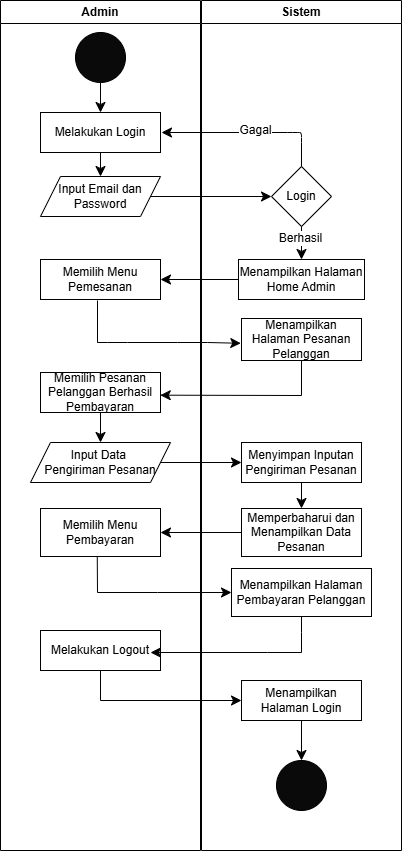 Admin
Sistem
Melakukan Login
Gagal
Input Email dan
Password
Login
Berhasil
Memilih Menu
Pemesanan
Menampilkan Halaman
Home Admin
Menampilkan
Halaman Pesanan
Pelanggan
Memilih Pesanan
Pelanggan Berhasil
Pembayaran
Input Data
Pengiriman Pesanan
Menyimpan Inputan
Pengiriman Pesanan
Memilih Menu
Pembayaran
Memperbaharui dan
Menampilkan Data
Pesanan
Menampilkan Halaman
Pembayaran Pelanggan
Melakukan Logout
Menampilkan
Halaman Login